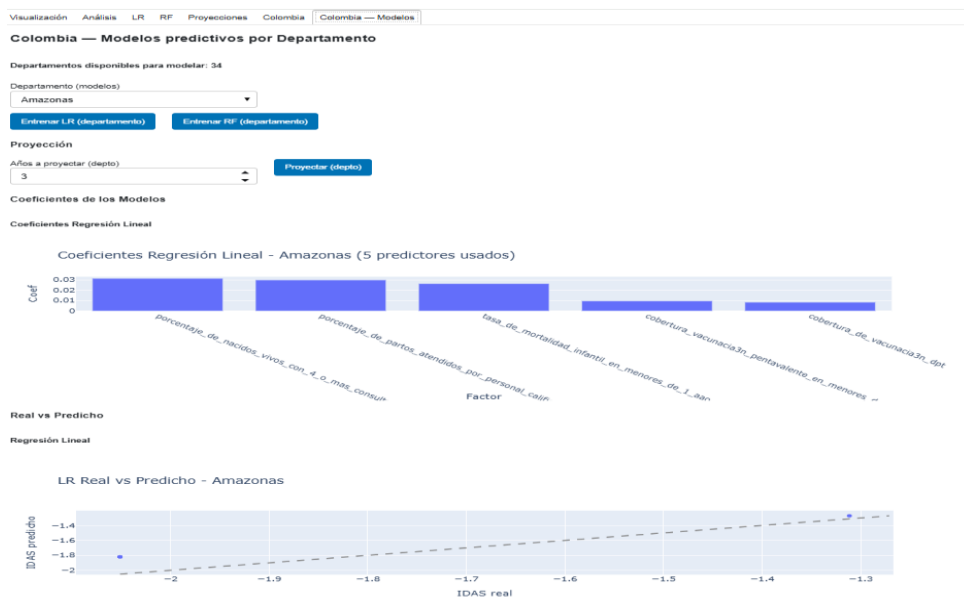 Visualización Análisis LR RF Proyecciones Colombia Colombia — Modelos
Colombia — Modelos predictivos por Departamento
Departamentos disponibles para modelar: 34
Departamento (modelos)
Amazonas
Entrenar LR (departamento) Entrenar RF (departamento)
Proyección
Años a proyectar (depto)
3
Proyectar (depto)
Coeficientes de los Modelos
Coeficientes Regresión Lineal
Coeficientes Regresión Lineal - Amazonas (5 predictores usados)
Coef
0.03
0.02
0.01
0
porcentaje_de_nacidos_vivos_con_4_o_mas_consult
porcentaje_de_partos_atendidos_por_personal_calific
tasa_de_mortalidad_infantil_en_menores_de_1_aan
cobertura_vacunacia3n_pentavalente_en_menores_
cobertura_de_vacunacia3n_dpt
Factor
Real vs Predicho
Regresión Lineal
LR Real vs Predicho - Amazonas
IDAS predicho
−1.4
−1.6
−1.8
−2
−2 −1.9 −1.8 −1.7 −1.6 −1.5 −1.4 −1.3
IDAS real